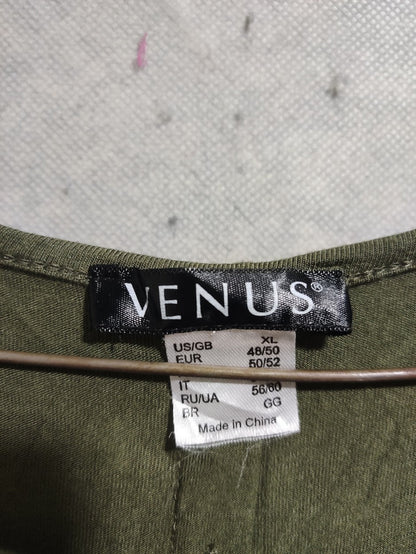 VENUS®
US/GB XL
EUR 48/50
50/52
IT
RU/UA 56/60
BR GG
Made in China